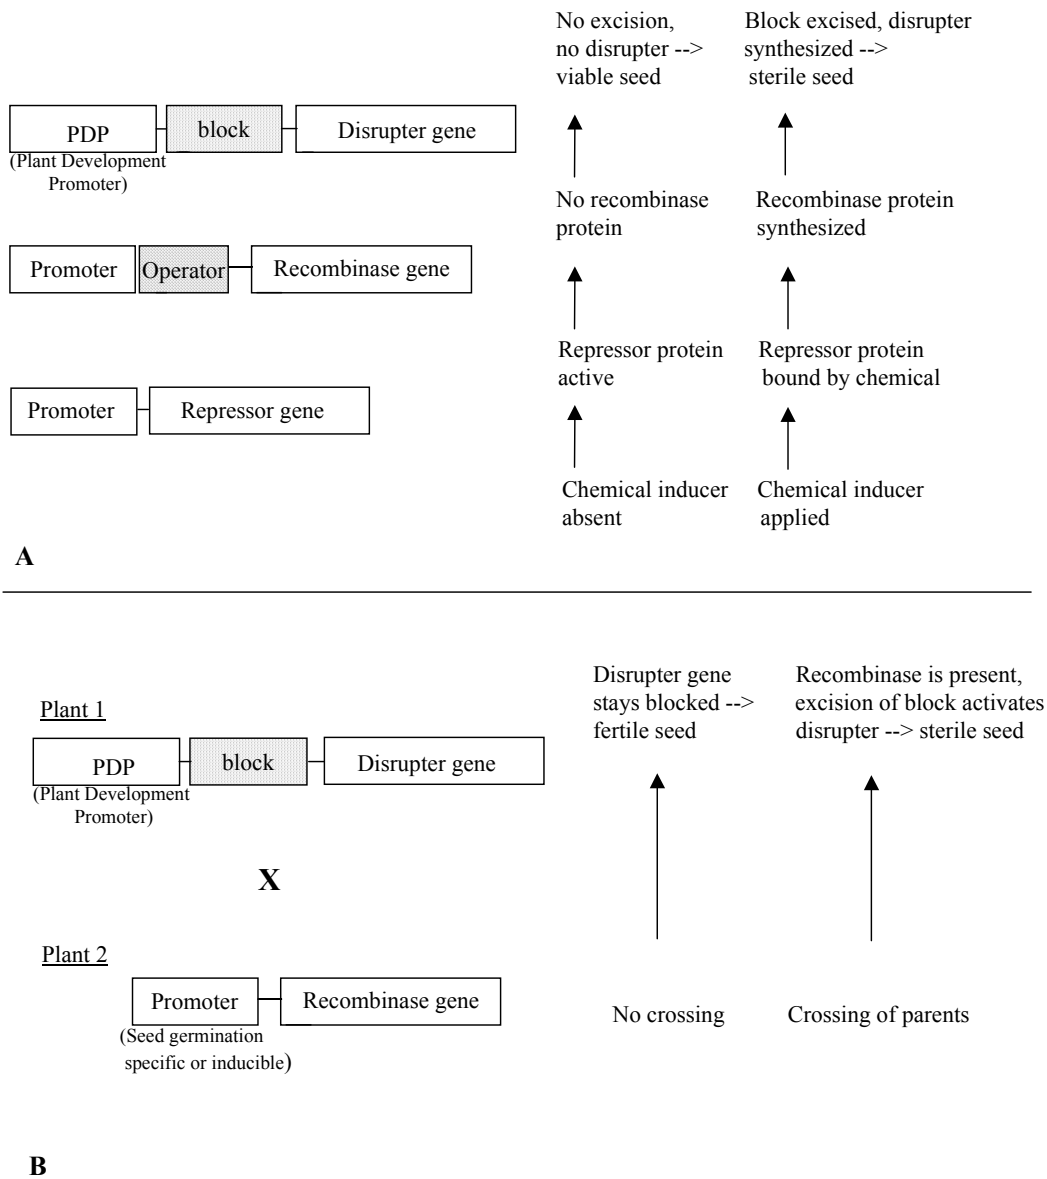 No excision,
no disrupter -->
viable seed
Block excised, disrupter
synthesized -->
sterile seed
PDP
block
Disrupter gene
(Plant Development
Promoter)
No recombinase
protein
Recombinase protein
synthesized
Promoter
Operator
Recombinase gene
Repressor protein
active
Repressor protein
bound by chemical
Promoter
Repressor gene
Chemical inducer
absent
Chemical inducer
applied
A
Disrupter gene
stays blocked -->
fertile seed
Recombinase is present,
excision of block activates
disrupter --> sterile seed
Plant 1
PDP
block
Disrupter gene
(Plant Development
Promoter)
X
Plant 2
Promoter
Recombinase gene
(Seed germination
specific or inducible)
No crossing
Crossing of parents
B